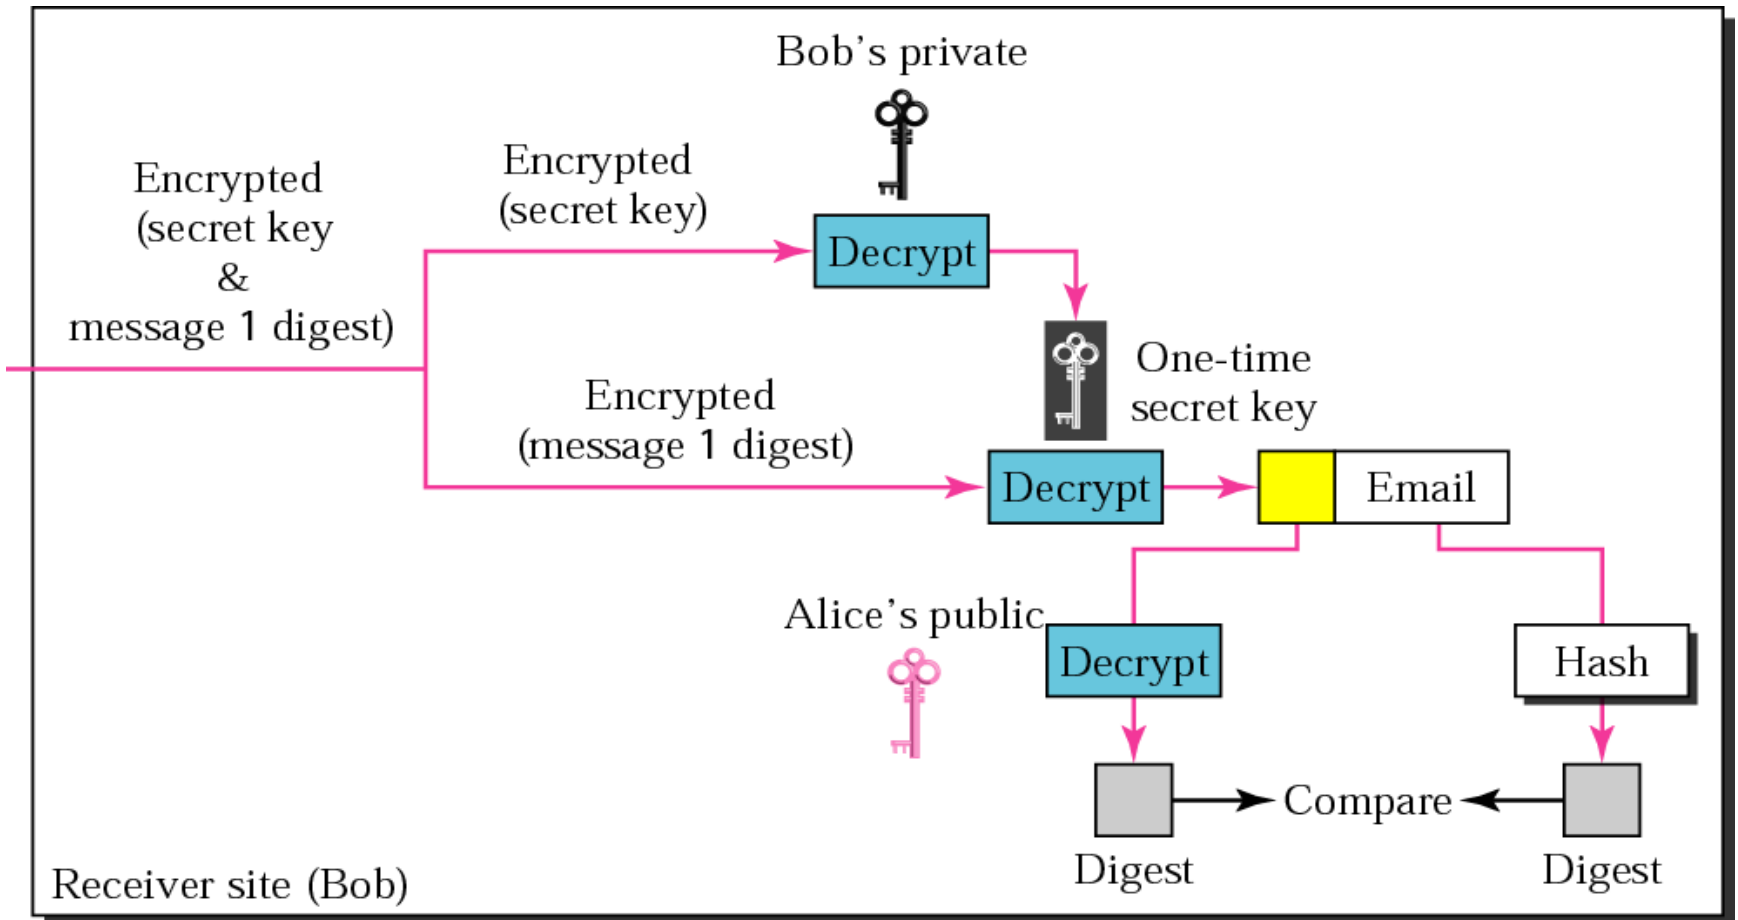 Bob's private
Encrypted
(secret key
&
message 1 digest)
Encrypted
(secret key)
Decrypt
One-time
secret key
Encrypted
(message 1 digest)
Decrypt
Email
Alice's public
Decrypt
Hash
Compare
Digest
Digest
Receiver site (Bob)